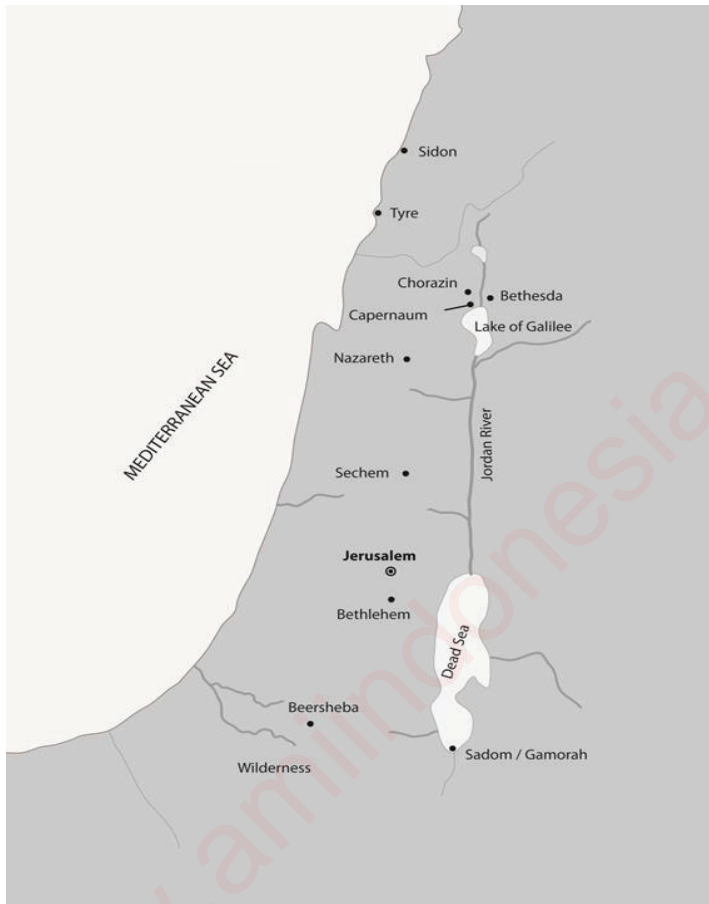 Sidon
Tyre
Chorazin
Bethesda
Capernaum
Lake of Galilee
Nazareth
MEDITERRANEAN SEA
Jordan River
Sechem
Jerusalem
Bethlehem
Dead Sea
Beersheba
Sadom / Gamorah
Wilderness
amiindonesia